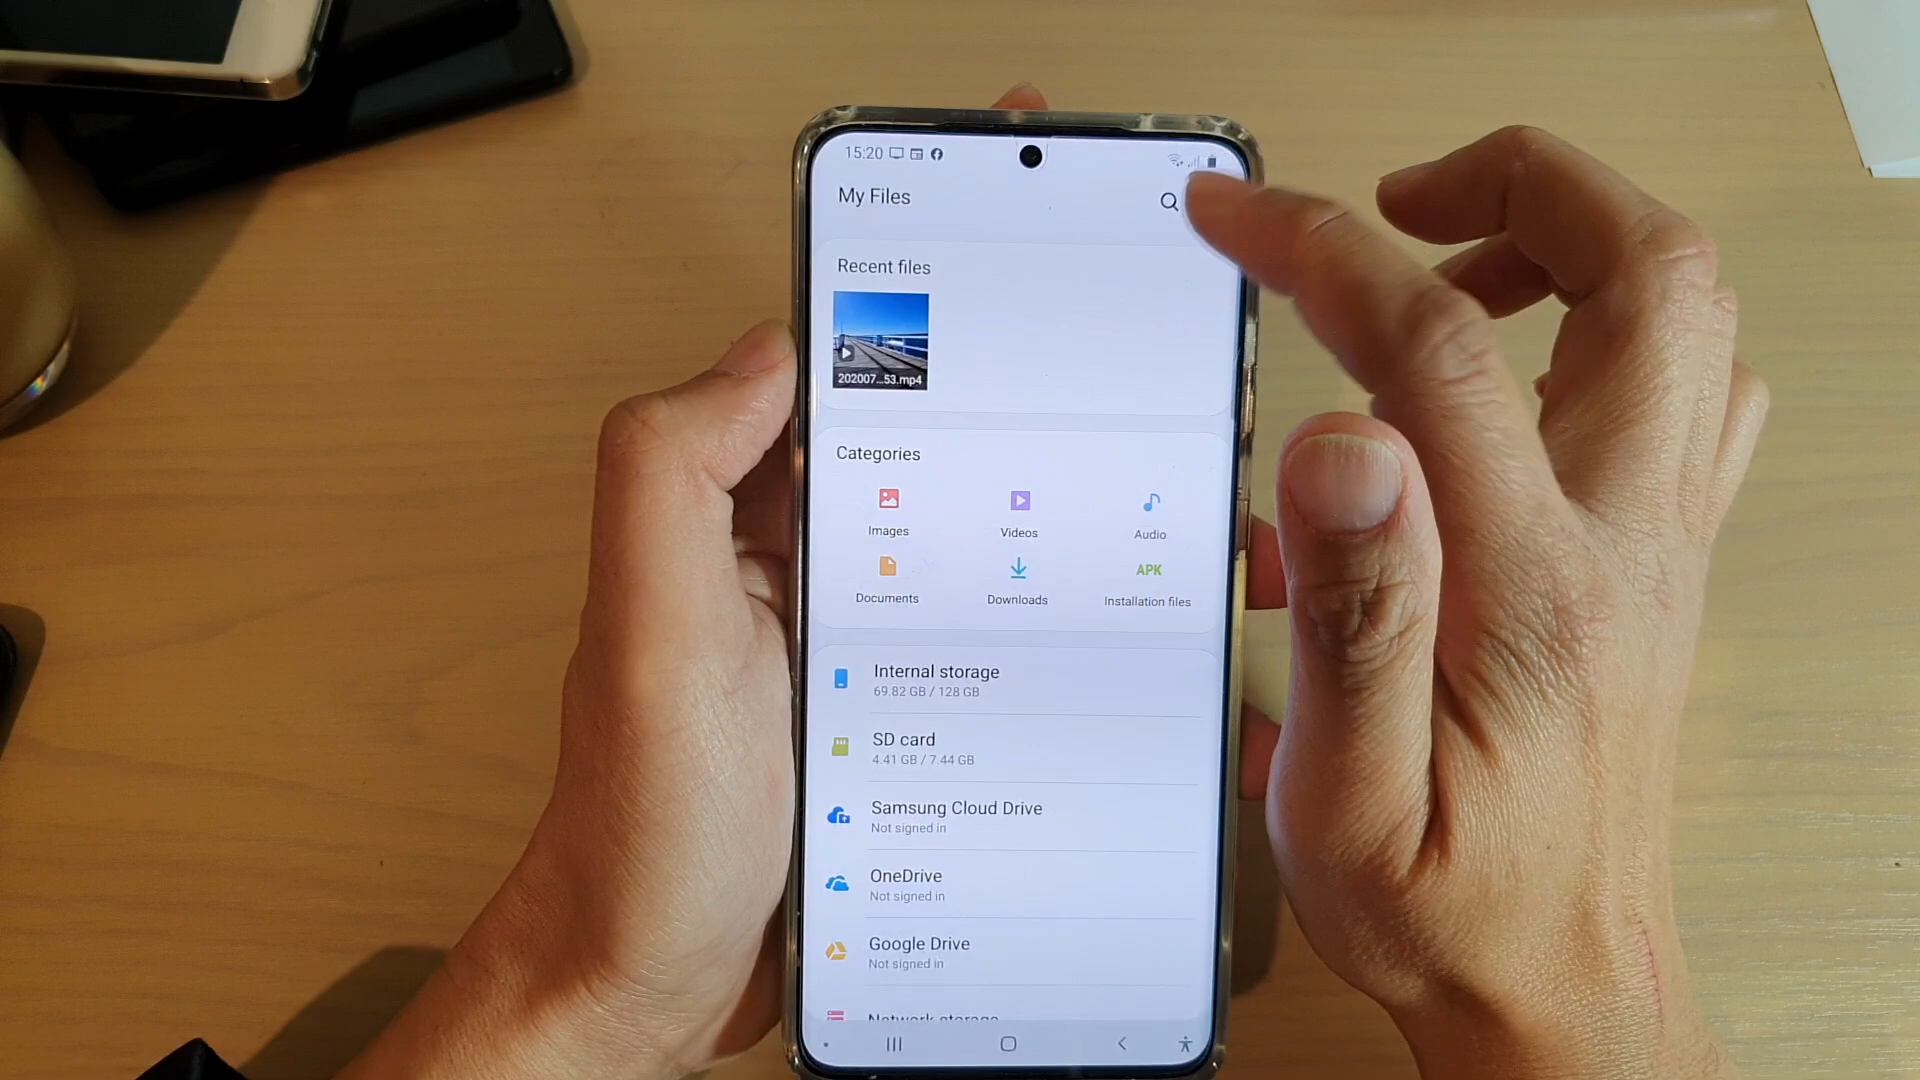 15:20
My Files
Recent files
202007...53.mp4
Categories
Images
Videos
Audio
Documents
Downloads
APK
Installation files
Internal storage
69.82 GB / 128 GB
SD card
4.41 GB / 7.44 GB
Samsung Cloud Drive
Not signed in
OneDrive
Not signed in
Google Drive
Not signed in
Network storage